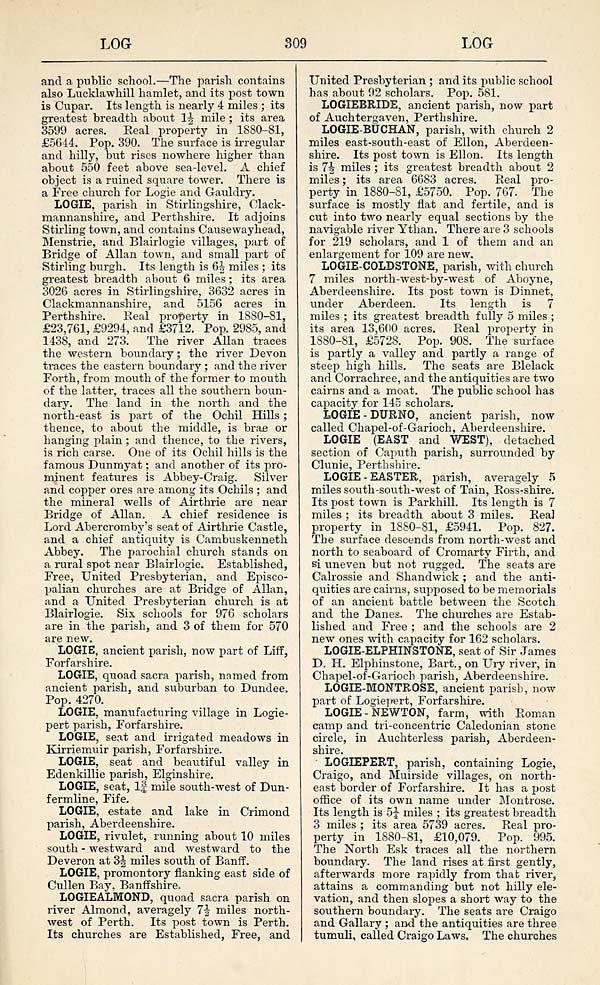 LOG 309 LOG
and a public school.—The parish contains
also Lucklawhill hamlet, and its post town
is Cupar. Its length is nearly 4 miles ; its
greatest breadth about 1½ mile ; its area
3599 acres. Real property in 1880-81,
£5644. Pop. 390. The surface is irregular
and hilly, but rises nowhere higher than
about 550 feet above sea-level. A chief
object is a ruined square tower. There is
a Free church for Logie and Gauldry.
LOGIE, parish in Stirlingshire, Clack-
mannanshire, and Perthshire. It adjoins
Stirling town, and contains Causewayhead,
Menstrie, and Blairlogie villages, part of
Bridge of Allan town, and small part of
Stirling burgh. Its length is 6½ miles ; its
greatest breadth about 6 miles ; its area
3026 acres in Stirlingshire, 3632 acres in
Clackmannanshire, and 5156 acres in
Perthshire. Real property in 1880-81,
£23,761, £9294, and £3712. Pop. 2985, and
1438, and 273. The river Allan traces
the western boundary ; the river Devon
traces the eastern boundary ; and the river
Forth, from mouth of the former to mouth
of the latter, traces all the southern boun-
dary. The land in the north and the
north-east is part of the Ochil Hills ;
thence, to about the middle, is brae or
hanging plain ; and thence, to the rivers,
is rich carse. One of its Ochil hills is the
famous Dunmyat ; and another of its pro-
minent features is Abbey-Craig. Silver
and copper ores are among its Ochils ; and
the mineral wells of Airthrie are near
Bridge of Allan. A chief residence is
Lord Abercromby's seat of Airthrie Castle,
and a chief antiquity is Cambuskenneth
Abbey. The parochial church stands on
a rural spot near Blairlogie. Established,
Free, United Presbyterian, and Episco-
palian churches are at Bridge of Allan,
and a United Presbyterian church is at
Blairlogie. Six schools for 976 scholars
are in the parish, and 3 of them for 570
are new.
LOGIE, ancient parish, now part of Liff,
Forfarshire.
LOGIE, quoad sacra parish, named from
ancient parish, and suburban to Dundee.
Pop. 4270.
LOGIE, manufacturing village in Logie-
pert parish, Forfarshire.
LOGIE, seat and irrigated meadows in
Kirriemuir parish, Forfarshire.
LOGIE, seat and beautiful valley in
Edenkillie parish, Elginshire.
LOGIE, seat, 1¾ mile south-west of Dun-
fermline, Fife.
LOGIE, estate and lake in Crimond
parish, Aberdeenshire.
LOGIE, rivulet, running about 10 miles
south-westward and westward to the
Deveron at 3½ miles south of Banff.
LOGIE, promontory flanking east side of
Cullen Bay, Banffshire.
LOGIEALMOND, quoad sacra parish on
river Almond, averagely 7½ miles north-
west of Perth. Its post town is Perth.
Its churches are Established, Free, and
United Presbyterian ; and its public school
has about 92 scholars. Pop. 581.
LOGIEBRIDE, ancient parish, now part
of Auchtergaven, Perthshire.
LOGIE-BUCHAN, parish, with church 2
miles east-south-east of Ellon, Aberdeen-
shire. Its post town is Ellon. Its length
is 7½ miles ; its greatest breadth about 2
miles ; its area 6683 acres. Real pro-
perty in 1880-81, £5750. Pop. 767. The
surface is mostly flat and fertile, and is
cut into two nearly equal sections by the
navigable river Ythan. There are 3 schools
for 219 scholars, and 1 of them and an
enlargement for 109 are new.
LOGIE-COLDSTONE, parish, with church
7 miles north-west-by-west of Aboyne,
Aberdeenshire. Its post town is Dinnet,
under Aberdeen. Its length is 7
miles ; its greatest breadth fully 5 miles ;
its area 13,600 acres. Real property in
1880-81, £5728. Pop. 908. The surface
is partly a valley and partly a range of
steep high hills. The seats are Blelack
and Corrachree, and the antiquities are two
cairns and a moat. The public school has
capacity for 145 scholars.
LOGIE-DURNO, ancient parish, now
called Chapel-of-Garioch, Aberdeenshire.
LOGIE (EAST and WEST), detached
section of Caputh parish, surrounded by
Clunie, Perthshire.
LOGIE-EASTER, parish, averagely 5
miles south-south-west of Tain, Ross-shire.
Its post town is Parkhill. Its length is 7
miles ; its breadth about 3 miles. Real
property in 1880-81, £5941. Pop. 827.
The surface descends from north-west and
north to seaboard of Cromarty Firth, and
si uneven but not rugged. The seats are
Calrossie and Shandwick ; and the anti-
quities are cairns, supposed to be memorials
of an ancient battle between the Scotch
and the Danes. The churches are Estab-
lished and Free ; and the schools are 2
new ones with capacity for 162 scholars.
LOGIE-ELPHINSTONE, seat of Sir James
D. H. Elphinstone, Bart., on Ury river, in
Chapel-of-Garioch parish, Aberdeenshire.
LOGIE-MONTROSE, ancient parish, now
part of Logiepert, Forfarshire.
LOGIE-NEWTON, farm, with Roman
camp and tri-concentric Caledonian stone
circle, in Auchterless parish, Aberdeen-
shire.
LOGIEPERT, parish, containing Logie,
Craigo, and Muirside villages, on north-
east border of Forfarshire. It has a post
office of its own name under Montrose.
Its length is 5¼ miles ; its greatest breadth
3 miles ; its area 5739 acres. Real pro-
perty in 1880-81, £10,079. Pop. 995.
The North Esk traces all the northern
boundary. The land rises at first gently,
afterwards more rapidly from that river,
attains a commanding but not hilly ele-
vation, and then slopes a short way to the
southern boundary. The seats are Craigo
and Gallary ; and the antiquities are three
tumuli, called Craigo Laws. The churches